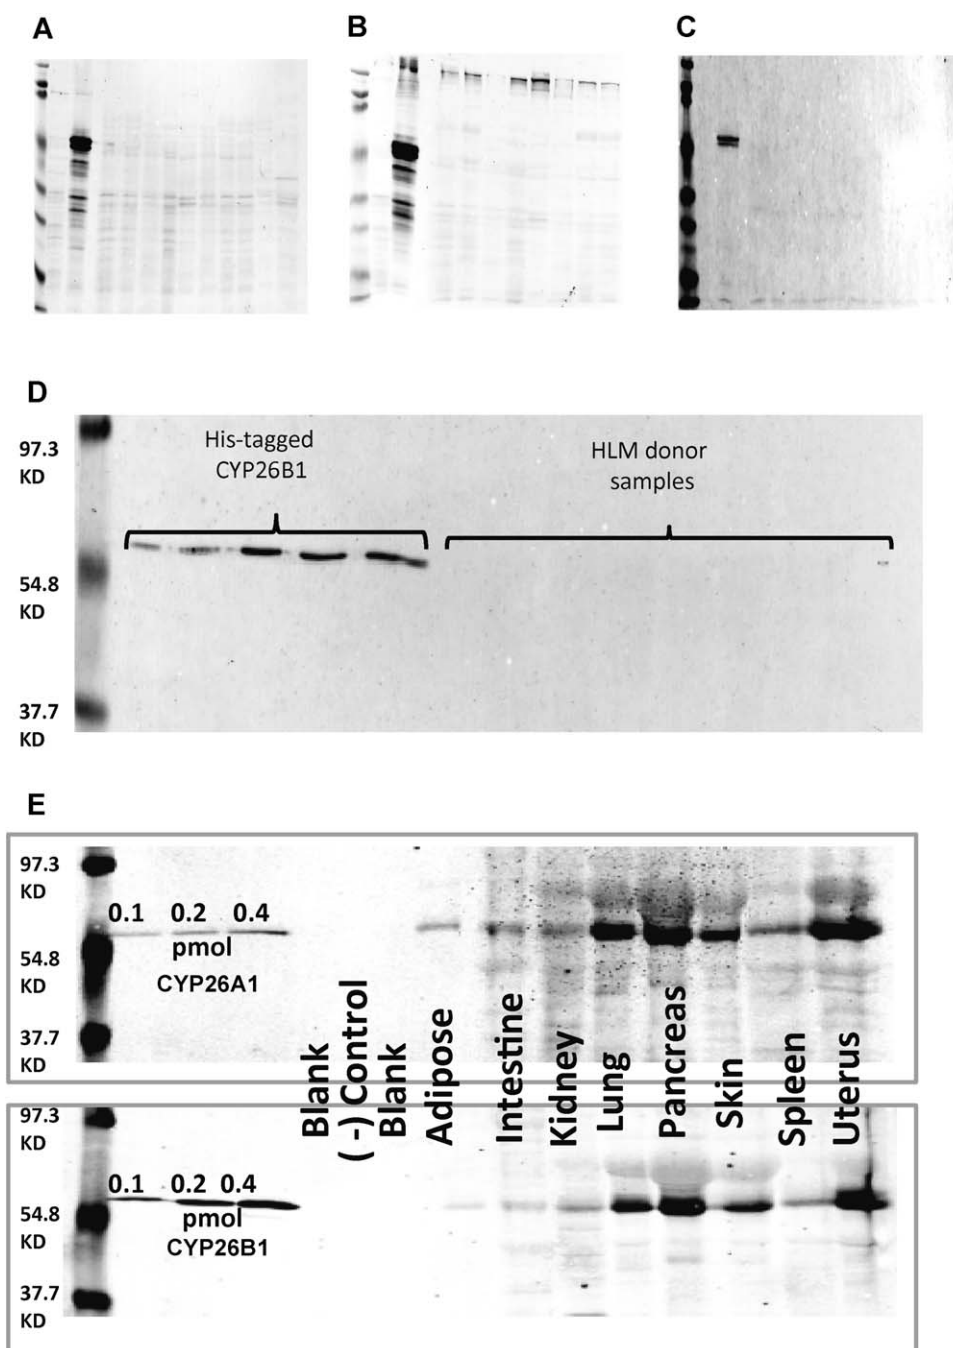 A
B
C
D
97.3
KD
54.8
KD
37.7
KD
His-tagged
CYP26B1
HLM donor
samples
E
97.3
KD
54.8
KD
37.7
KD
0.1 0.2 0.4
pmol
CYP26A1
Blank
(-)Control
Blank
Adipose
Intestine
Kidney
Lung
Pancreas
Skin
Spleen
Uterus
97.3
KD
54.8
KD
37.7
KD
0.1 0.2 0.4
pmol
CYP26B1